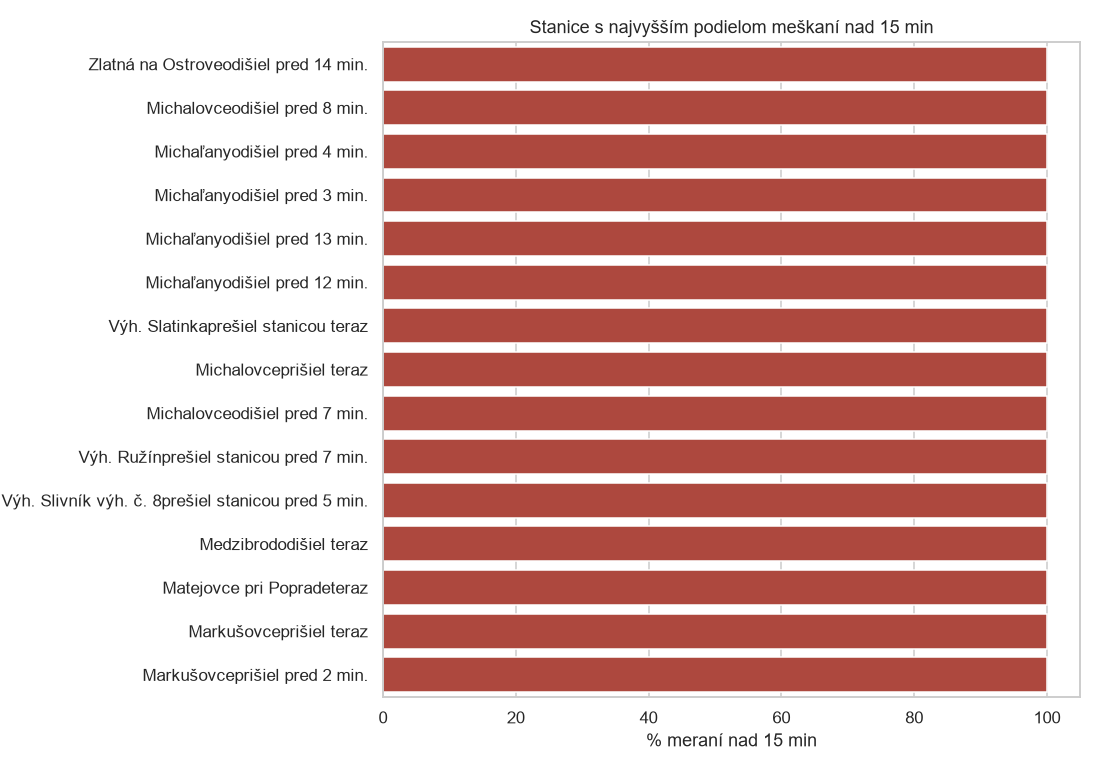 Stanice s najvyšším podielom meškaní nad 15 min
Zlatná na Ostroveodišiel pred 14 min.
Michalovceodišiel pred 8 min.
Michaľanyodišiel pred 4 min.
Michaľanyodišiel pred 3 min.
Michaľanyodišiel pred 13 min.
Michaľanyodišiel pred 12 min.
Výh. Slatinkaprešiel stanicou teraz
Michalovceprišiel teraz
Michalovceodišiel pred 7 min.
Výh. Ružínprešiel stanicou pred 7 min.
Výh. Slivník výh. č. 8prešiel stanicou pred 5 min.
Medzibrododišiel teraz
Matejovce pri Popradeteraz
Markušovceprišiel teraz
Markušovceprišiel pred 2 min.
0 20 40 60 80 100
% meraní nad 15 min